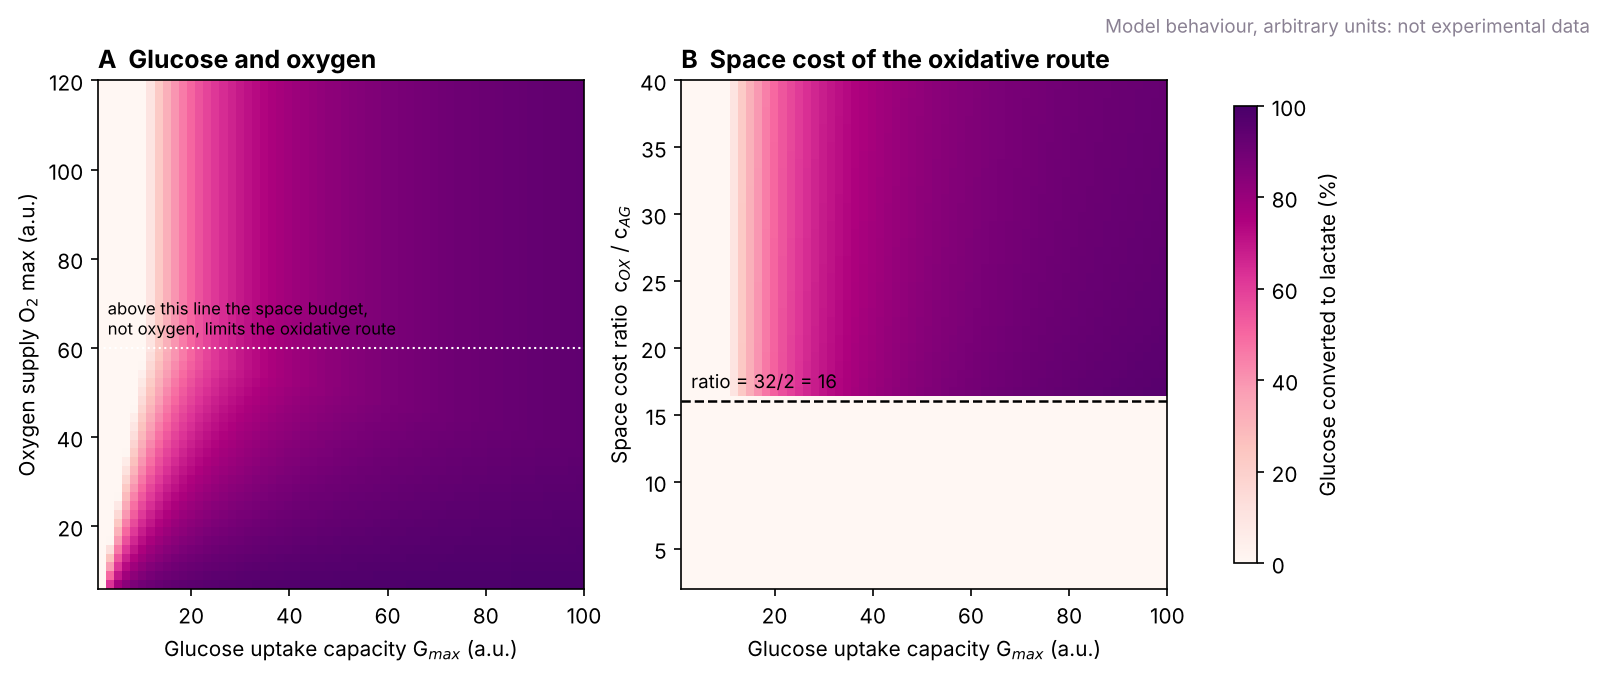 Model behaviour, arbitrary units: not experimental data
A Glucose and oxygen
120
100
80
60
40
20
Oxygen supply O₂ max (a.u.)
above this line the space budget,
not oxygen, limits the oxidative route
20 40 60 80 100
Glucose uptake capacity Gmax (a.u.)
B Space cost of the oxidative route
40
35
30
25
20
15
10
5
Space cost ratio cOX / cAG
ratio = 32/2 = 16
20 40 60 80 100
Glucose uptake capacity Gmax (a.u.)
100
80
60
40
20
0
Glucose converted to lactate (%)